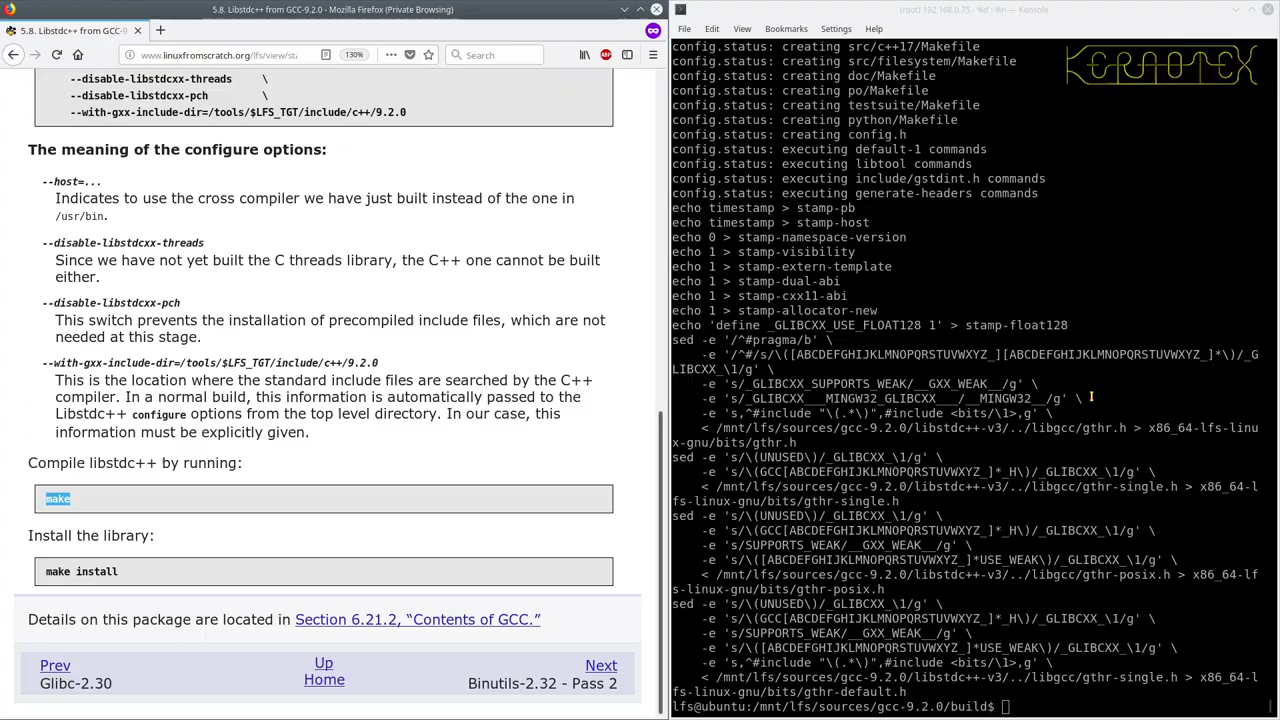 5.8. Libstdc++ from GCC-9.2.0 - Mozilla Firefox (Private Browsing)
5.8. Libstdc++ from GCC-9
www.linuxfromscratch.org/lfs/view/sta
130%
Search
--disable-libstdcxx-threads \
--disable-libstdcxx-pch \
--with-gxx-include-dir=/tools/$LFS_TGT/include/c++/9.2.0
The meaning of the configure options:
--host=...
Indicates to use the cross compiler we have just built instead of the one in
/usr/bin.
--disable-libstdcxx-threads
Since we have not yet built the C threads library, the C++ one cannot be built
either.
--disable-libstdcxx-pch
This switch prevents the installation of precompiled include files, which are not
needed at this stage.
--with-gxx-include-dir=/tools/$LFS_TGT/include/c++/9.2.0
This is the location where the standard include files are searched by the C++
compiler. In a normal build, this information is automatically passed to the
Libstdc++ configure options from the top level directory. In our case, this
information must be explicitly given.
Compile libstdc++ by running:
make
Install the library:
make install
Details on this package are located in Section 6.21.2, “Contents of GCC.”
Prev
Up
Next
Glibc-2.30
Home
Binutils-2.32 - Pass 2
(root) 192.168.0.75 - %d : %n — Konsole
File Edit View Bookmarks Settings Help
KERNOTEX
config.status: creating src/c++17/Makefile
config.status: creating src/filesystem/Makefile
config.status: creating doc/Makefile
config.status: creating po/Makefile
config.status: creating testsuite/Makefile
config.status: creating python/Makefile
config.status: creating config.h
config.status: executing default-1 commands
config.status: executing libtool commands
config.status: executing include/gstdint.h commands
config.status: executing generate-headers commands
echo timestamp > stamp-pb
echo timestamp > stamp-host
echo 0 > stamp-namespace-version
echo 1 > stamp-visibility
echo 1 > stamp-extern-template
echo 1 > stamp-dual-abi
echo 1 > stamp-cxx11-abi
echo 1 > stamp-allocator-new
echo 'define _GLIBCXX_USE_FLOAT128 1' > stamp-float128
sed -e '/^#pragma/b' \
-e '/^#/s/\([ABCDEFGHIJKLMNOPQRSTUVWXYZ_][ABCDEFGHIJKLMNOPQRSTUVWXYZ_]*\)/_G
LIBCXX_\1/g' \
-e 's/_GLIBCXX_SUPPORTS_WEAK/__GXX_WEAK__/g' \
-e 's/_GLIBCXX___MINGW32_GLIBCXX___/__MINGW32__/g' \
-e 's,^#include "\(.*\)",#include <bits/\1>,g' \
< /mnt/lfs/sources/gcc-9.2.0/libstdc++-v3/../libgcc/gthr.h > x86_64-lfs-linu
x-gnu/bits/gthr.h
sed -e 's/\(UNUSED\)/_GLIBCXX_\1/g' \
-e 's/\(GCC[ABCDEFGHIJKLMNOPQRSTUVWXYZ_]*_H\)/_GLIBCXX_\1/g' \
< /mnt/lfs/sources/gcc-9.2.0/libstdc++-v3/../libgcc/gthr-single.h > x86_64-l
fs-linux-gnu/bits/gthr-single.h
sed -e 's/\(UNUSED\)/_GLIBCXX_\1/g' \
-e 's/\(GCC[ABCDEFGHIJKLMNOPQRSTUVWXYZ_]*_H\)/_GLIBCXX_\1/g' \
-e 's/SUPPORTS_WEAK/__GXX_WEAK__/g' \
-e 's/\([ABCDEFGHIJKLMNOPQRSTUVWXYZ_]*USE_WEAK\)/_GLIBCXX_\1/g' \
< /mnt/lfs/sources/gcc-9.2.0/libstdc++-v3/../libgcc/gthr-posix.h > x86_64-lf
s-linux-gnu/bits/gthr-posix.h
sed -e 's/\(UNUSED\)/_GLIBCXX_\1/g' \
-e 's/\(GCC[ABCDEFGHIJKLMNOPQRSTUVWXYZ_]*_H\)/_GLIBCXX_\1/g' \
-e 's/SUPPORTS_WEAK/__GXX_WEAK__/g' \
-e 's/\([ABCDEFGHIJKLMNOPQRSTUVWXYZ_]*USE_WEAK\)/_GLIBCXX_\1/g' \
-e 's,^#include "\(.*\)",#include <bits/\1>,g' \
< /mnt/lfs/sources/gcc-9.2.0/libstdc++-v3/../libgcc/gthr-posix.h > x86_64-lf
s-linux-gnu/bits/gthr-default.h
lfs@ubuntu:/mnt/lfs/sources/gcc-9.2.0/build$